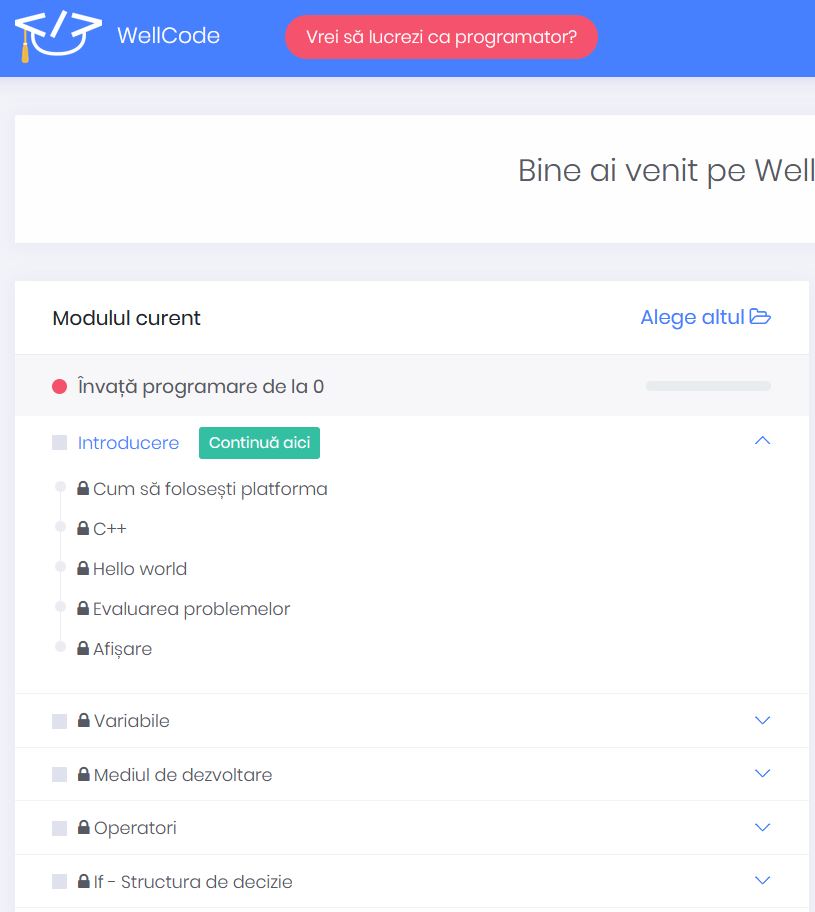 WellCode
Vrei să lucrezi ca programator?
Bine ai venit pe Well
Modulul curent
Alege altul
Învață programare de la 0
Introducere
Continuă aici
Cum să folosești platforma
C++
Hello world
Evaluarea problemelor
Afișare
Variabile
Mediul de dezvoltare
Operatori
If - Structura de decizie